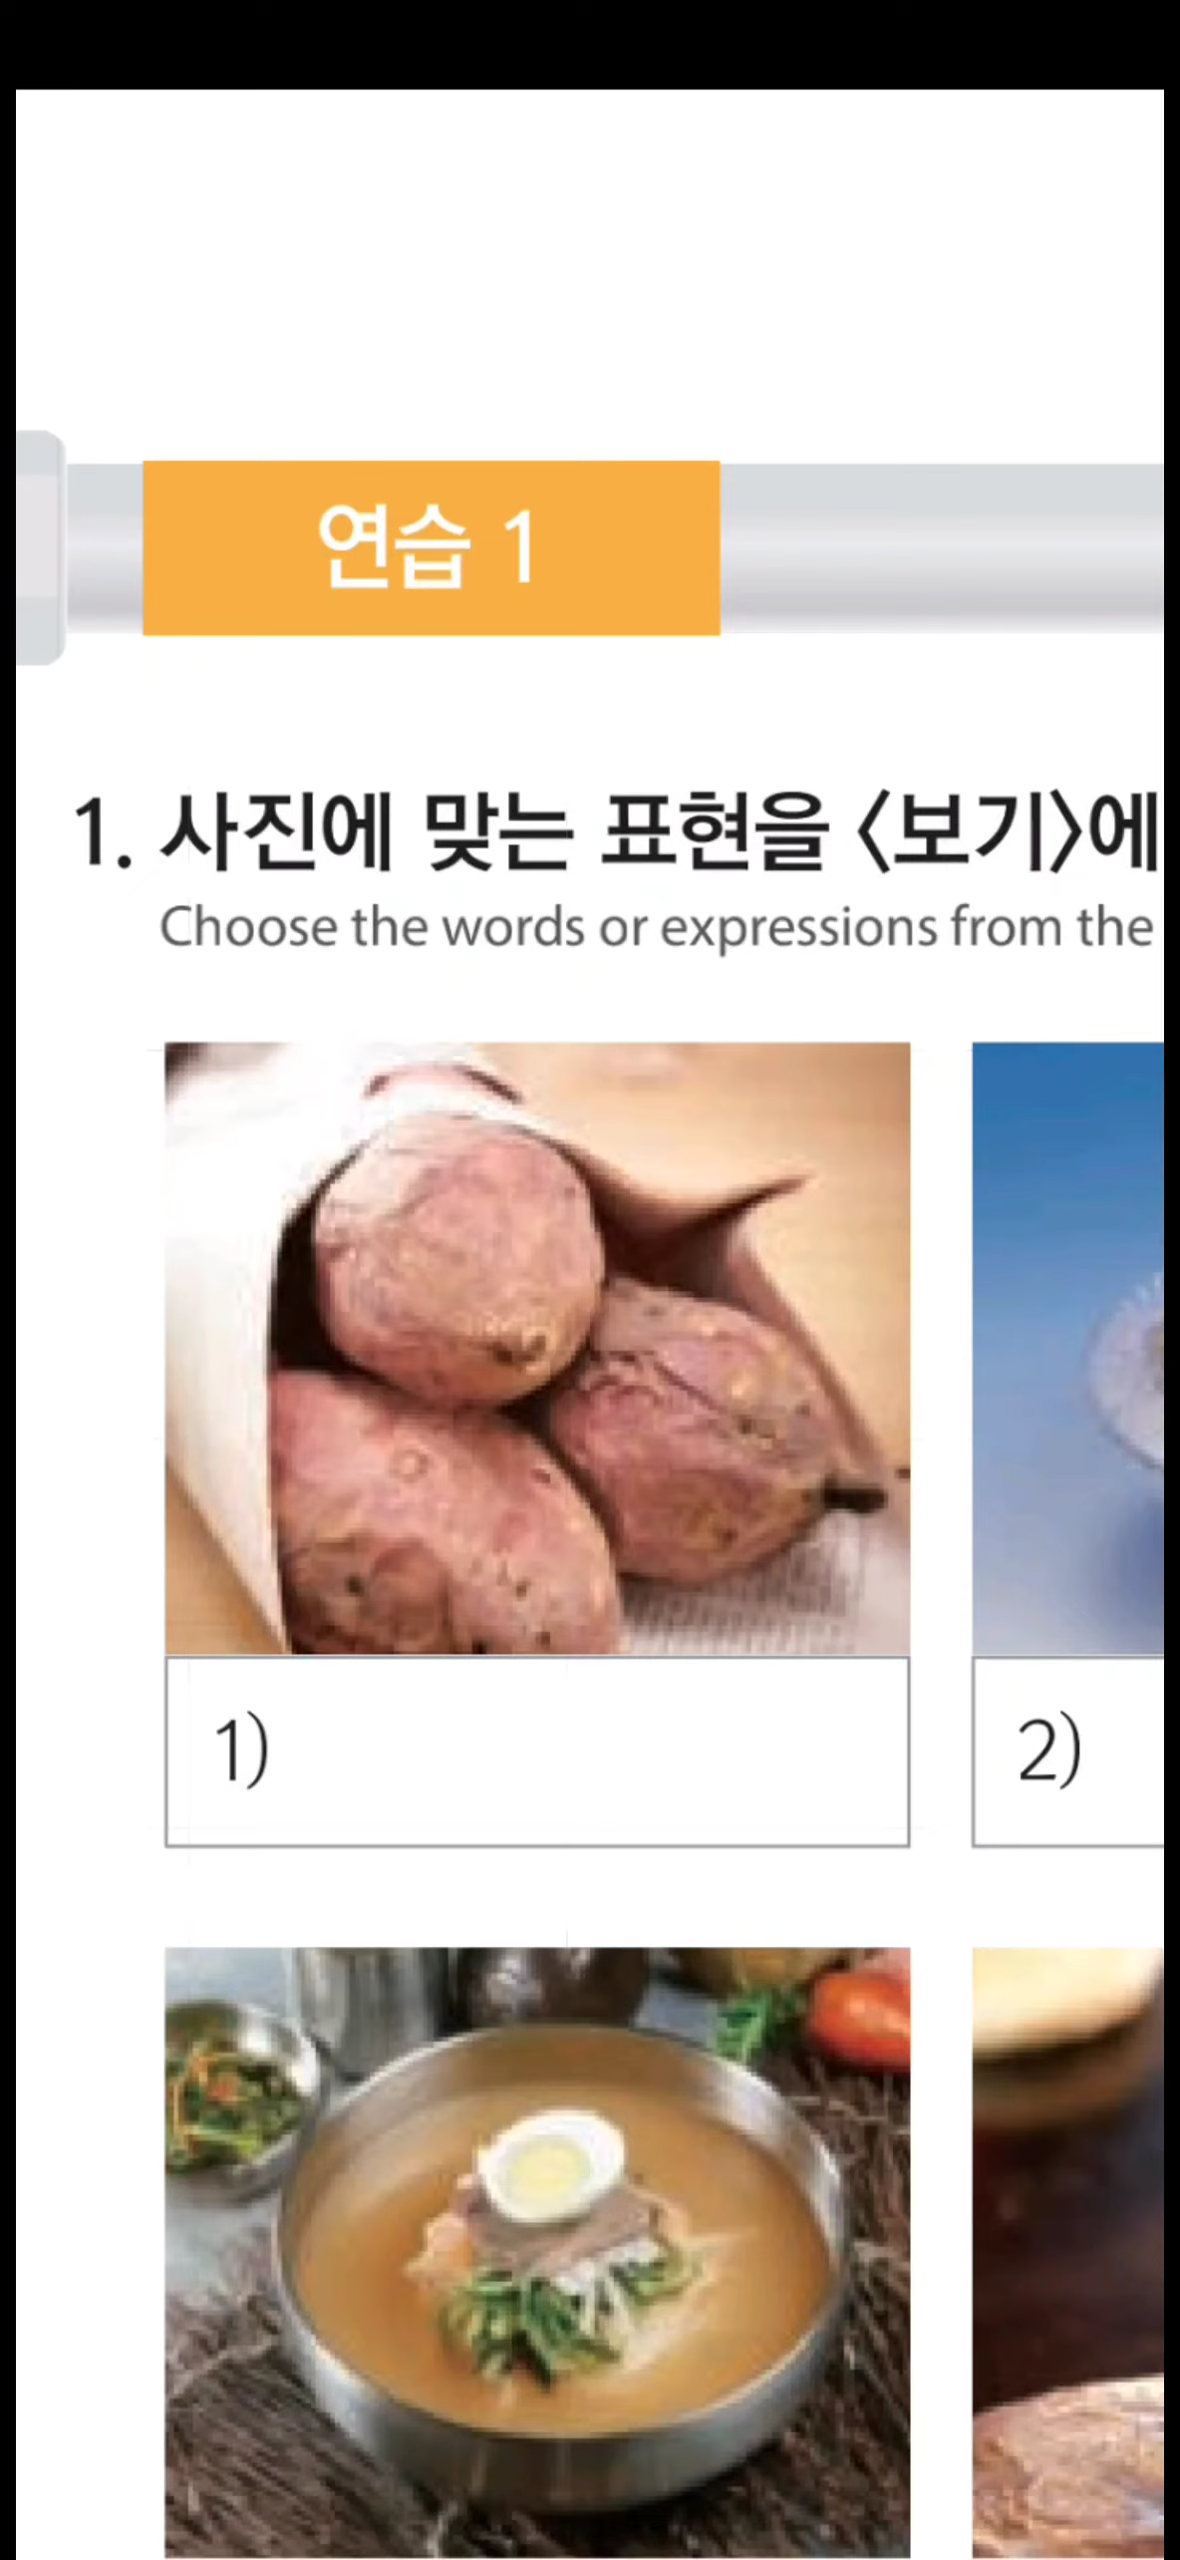 연습 1
1. 사진에 맞는 표현을 〈보기〉에
Choose the words or expressions from the
1)
2)